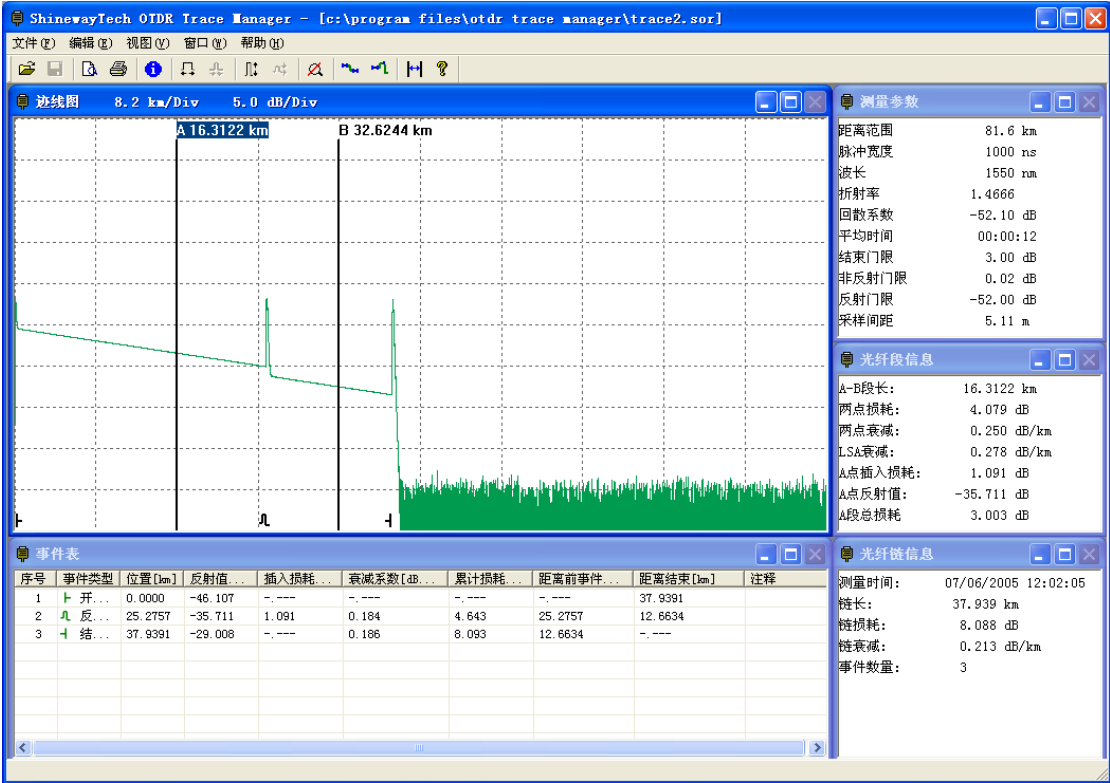 ShinewayTech OTDR Trace Manager - [c:\program files\otdr trace manager\trace2.sor]
文件(F) 编辑(E) 视图(V) 窗口(W) 帮助(H)
迹线图 8.2 km/Div 5.0 dB/Div
A 16.3122 km B 32.6244 km
测量参数
距离范围 81.6 km
脉冲宽度 1000 ns
波长 1550 nm
折射率 1.4666
回散系数 -52.10 dB
平均时间 00:00:12
结束门限 3.00 dB
非反射门限 0.02 dB
反射门限 -52.00 dB
采样间距 5.11 m
光纤段信息
A-B段长: 16.3122 km
两点损耗: 4.079 dB
两点衰减: 0.250 dB/km
LSA衰减: 0.278 dB/km
A点插入损耗: 1.091 dB
A点反射值: -35.711 dB
A段总损耗 3.003 dB
事件表
序号 事件类型 位置[km] 反射值... 插入损耗... 衰减系数[dB... 累计损耗... 距离前事件... 距离结束[km] 注释
1 开... 0.0000 -46.107 -.--- -.--- -.--- -.--- 37.9391
2 反... 25.2757 -35.711 1.091 0.184 4.643 25.2757 12.6634
3 结... 37.9391 -29.008 -.--- 0.186 8.093 12.6634 -.---
光纤链信息
测量时间: 07/06/2005 12:02:05
链长: 37.939 km
链损耗: 8.088 dB
链衰减: 0.213 dB/km
事件数量: 3